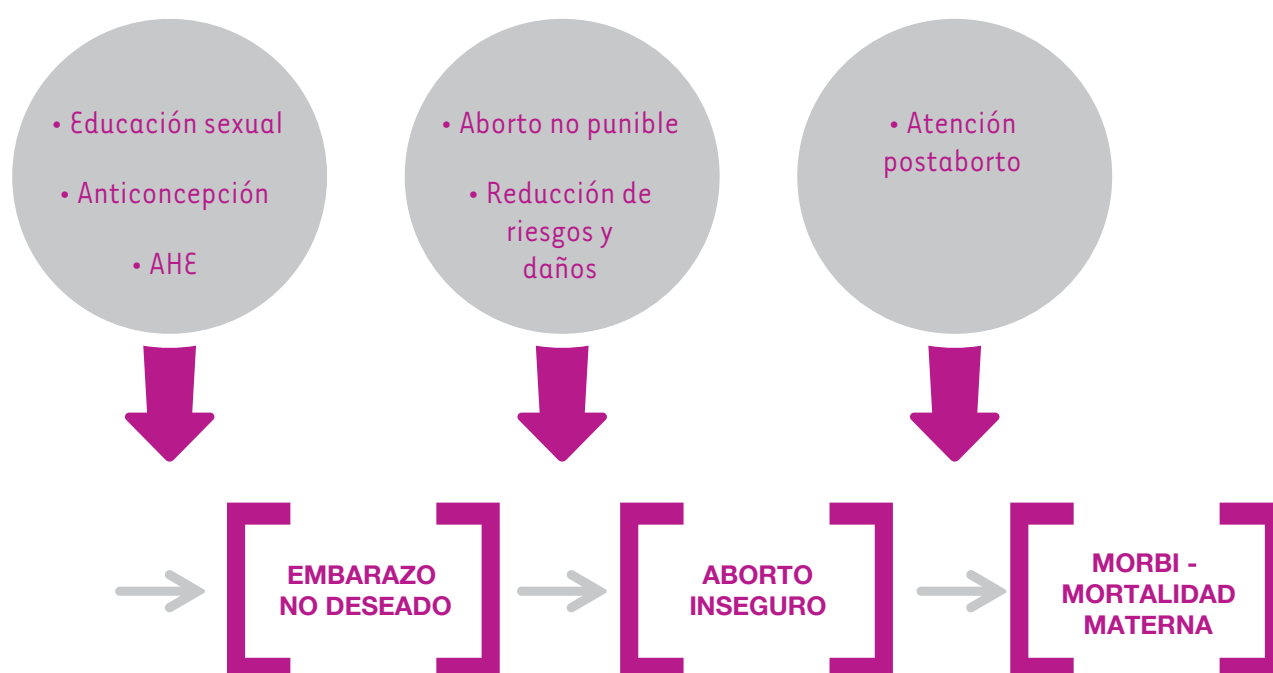 • Educación sexual
• Anticoncepción
• AHE
• Aborto no punible
• Reducción de
riesgos y
daños
• Atención
postaborto
EMBARAZO
NO DESEADO
ABORTO
INSEGURO
MORBI -
MORTALIDAD
MATERNA